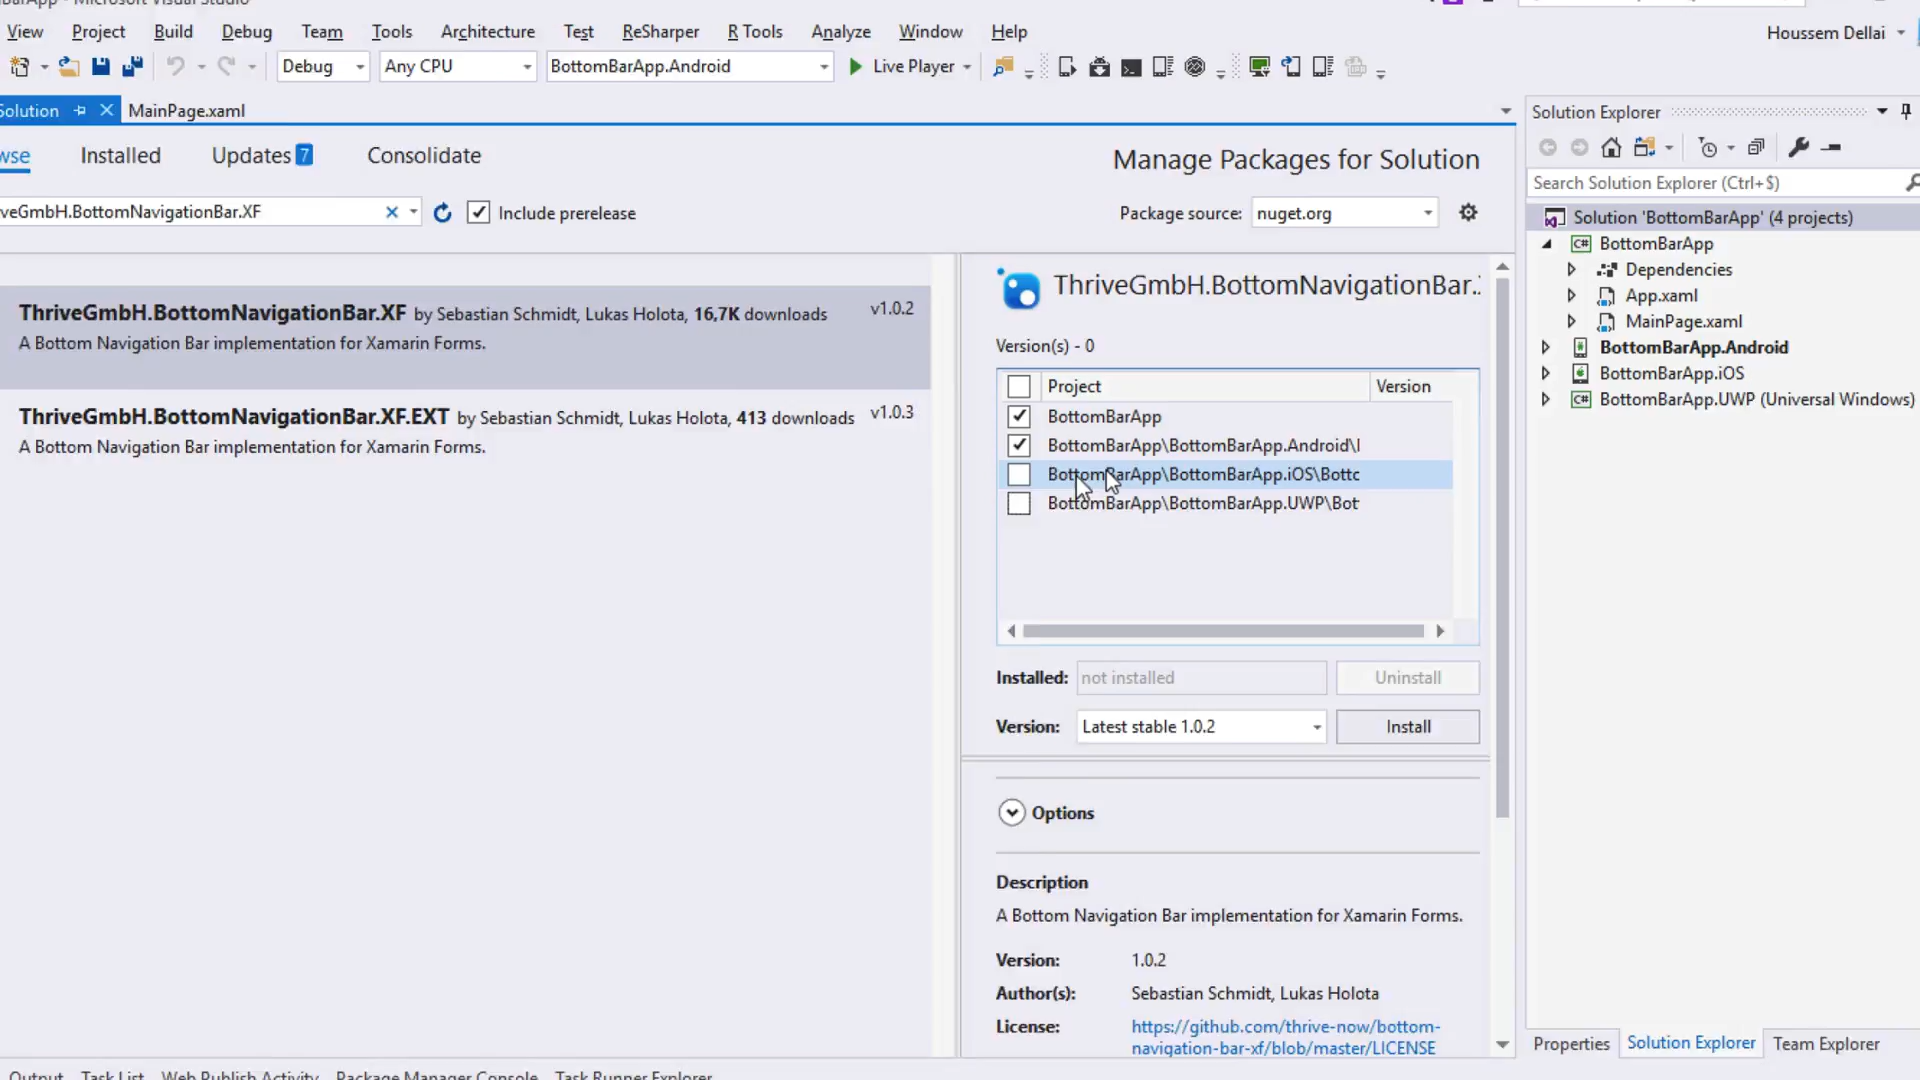 View Project Build Debug Team Tools Architecture Test ReSharper R Tools Analyze Window Help Houssem Dellai
Debug Any CPU BottomBarApp.Android Live Player
Solution MainPage.xaml
wse Installed Updates 7 Consolidate
Manage Packages for Solution
veGmbH.BottomNavigationBar.XF Include prerelease
Package source: nuget.org
ThriveGmbH.BottomNavigationBar.XF by Sebastian Schmidt, Lukas Holota, 16,7K downloads v1.0.2
A Bottom Navigation Bar implementation for Xamarin Forms.
ThriveGmbH.BottomNavigationBar.XF.EXT by Sebastian Schmidt, Lukas Holota, 413 downloads v1.0.3
A Bottom Navigation Bar implementation for Xamarin Forms.
ThriveGmbH.BottomNavigationBar.
Version(s) - 0
Project Version
BottomBarApp
BottomBarApp\BottomBarApp.Android\
BottomBarApp\BottomBarApp.iOS\Bottc
BottomBarApp\BottomBarApp.UWP\Bot
Installed: not installed Uninstall
Version: Latest stable 1.0.2 Install
Options
Description
A Bottom Navigation Bar implementation for Xamarin Forms.
Version: 1.0.2
Author(s): Sebastian Schmidt, Lukas Holota
License: https://github.com/thrive-now/bottom-
navigation-bar-xf/blob/master/LICENSE
Solution Explorer
Search Solution Explorer (Ctrl+$)
Solution 'BottomBarApp' (4 projects)
BottomBarApp
Dependencies
App.xaml
MainPage.xaml
BottomBarApp.Android
BottomBarApp.iOS
BottomBarApp.UWP (Universal Windows)
Properties Solution Explorer Team Explorer
Output Task List Web Publish Activity Package Manager Console Task Runner Explorer